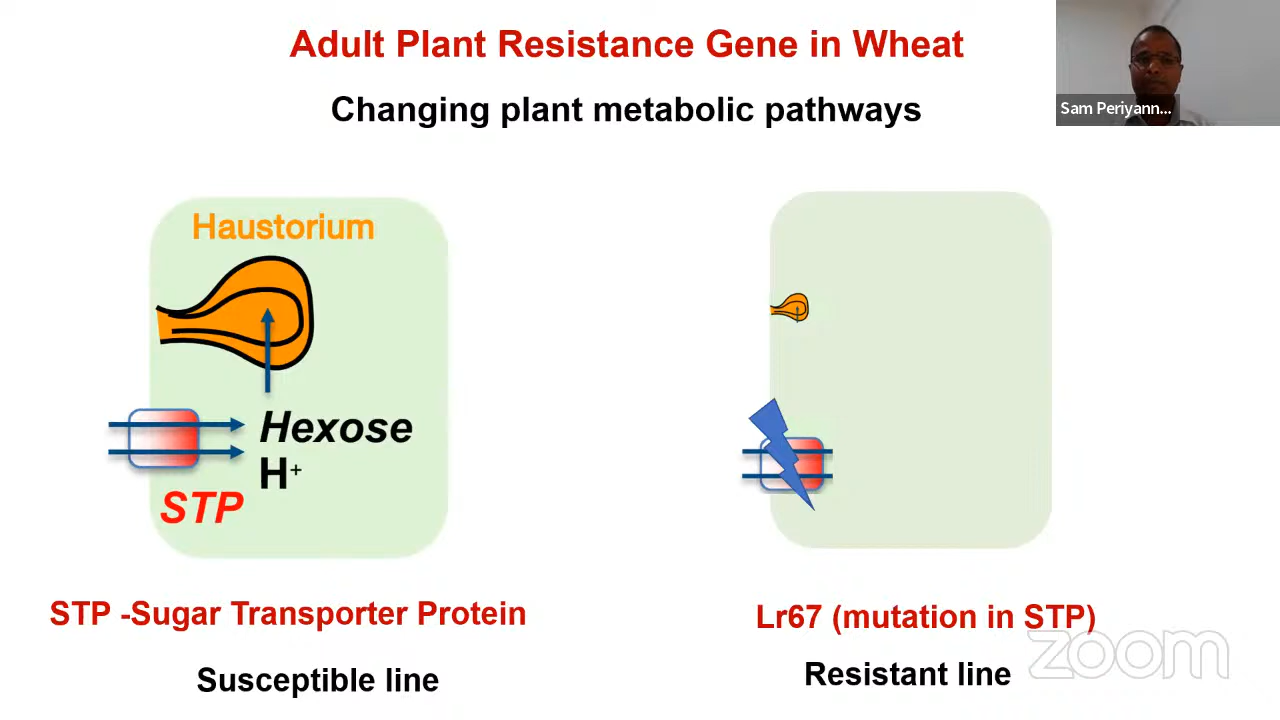 Adult Plant Resistance Gene in Wheat
Changing plant metabolic pathways
Sam Periyann...
Haustorium
Hexose
H+
STP
STP -Sugar Transporter Protein
Susceptible line
Lr67 (mutation in STP)
Resistant line
zoom